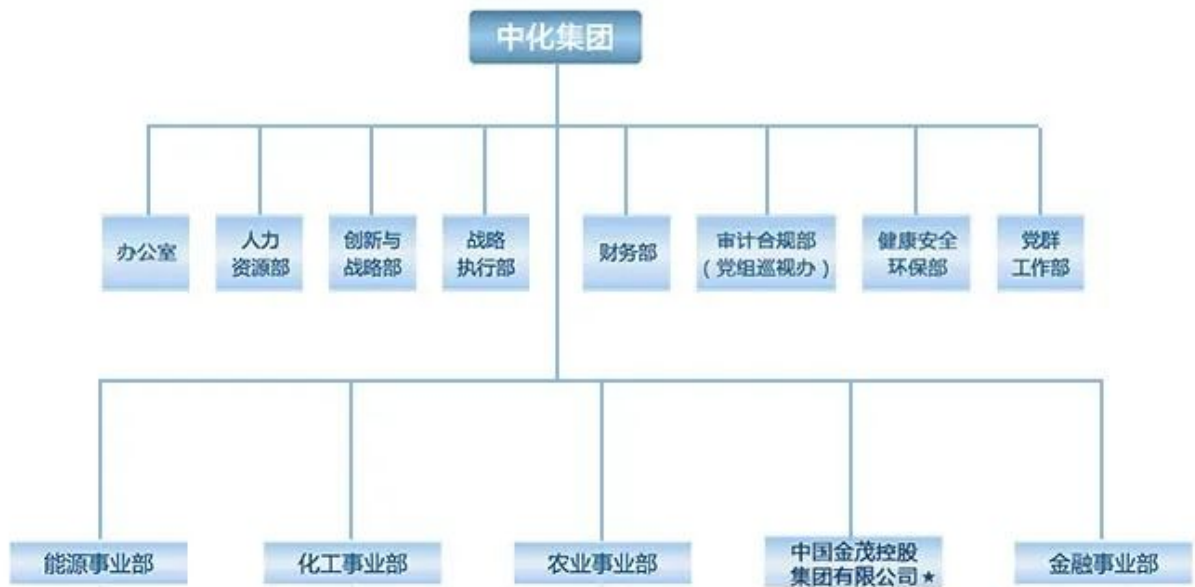 中化集团
办公室
人力
资源部
创新与
战略部
战略
执行部
财务部
审计合规部
（党组巡视办）
健康安全
环保部
党群
工作部
能源事业部
化工事业部
农业事业部
中国金茂控股
集团有限公司★
金融事业部